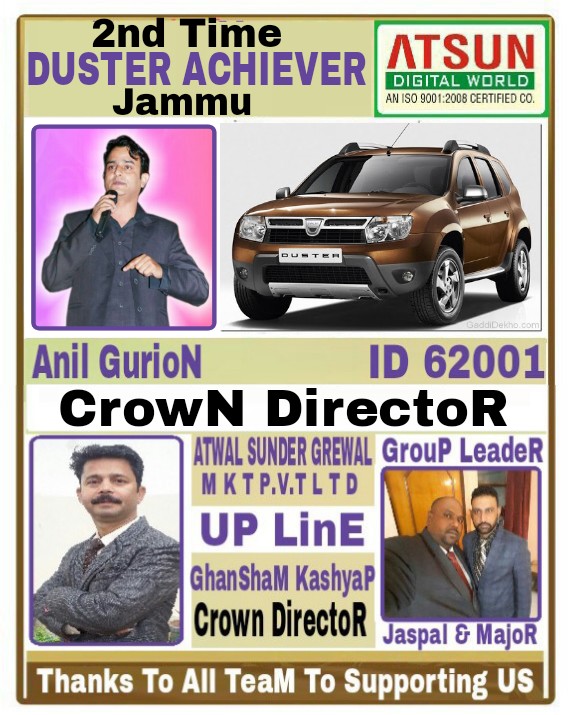 2nd Time
DUSTER ACHIEVER
Jammu
ATSUN
DIGITAL WORLD
AN ISO 9001:2008 CERTIFIED CO.
DUSTER
GaddiDekho.com
Anil GurioN
ID 62001
CrowN DirectoR
ATWAL SUNDER GREWAL
M K T P.V.T L T D
UP LinE
GhanShaM KashyaP
Crown DirectoR
GrouP LeadeR
Jaspal & MajoR
Thanks To All TeaM To Supporting US